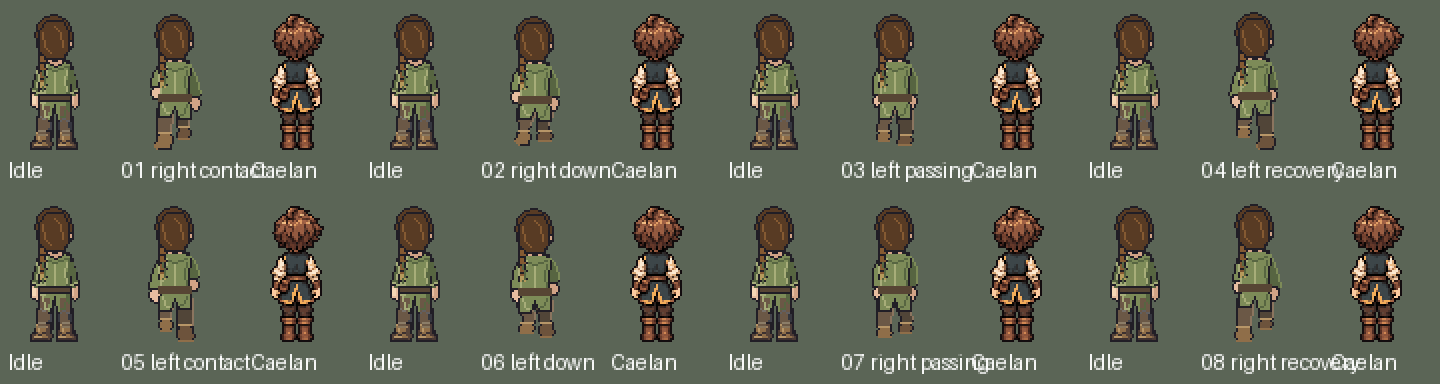 Idle 01 right contact Caelan Idle 02 right down Caelan Idle 03 left passing Caelan Idle 04 left recovery Caelan
Idle 05 left contact Caelan Idle 06 left down Caelan Idle 07 right passing Caelan Idle 08 right recovery Caelan